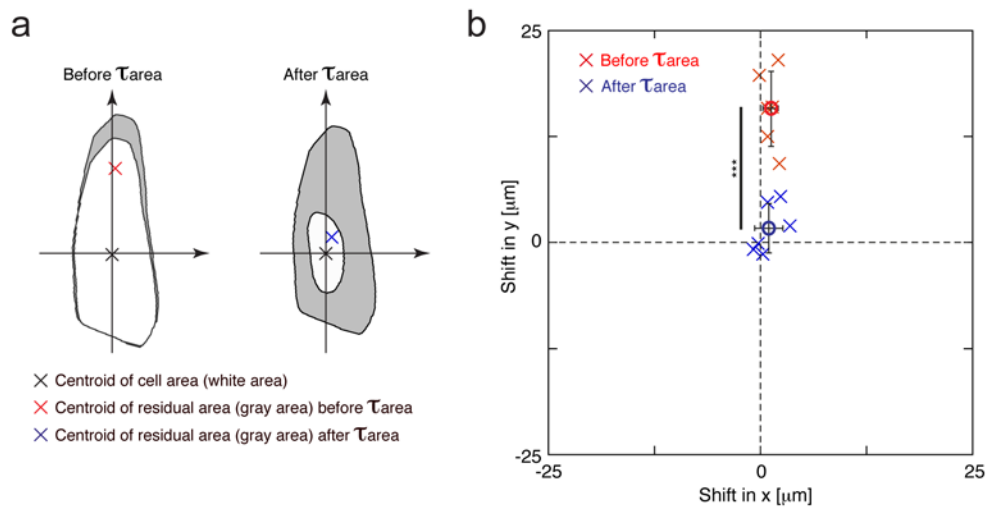 a
Before τarea
After τarea
× Centroid of cell area (white area)
× Centroid of residual area (gray area) before τarea
× Centroid of residual area (gray area) after τarea
b
25
× Before τarea
× After τarea
***
Shift in y [μm]
0
-25
-25
0
25
Shift in x [μm]